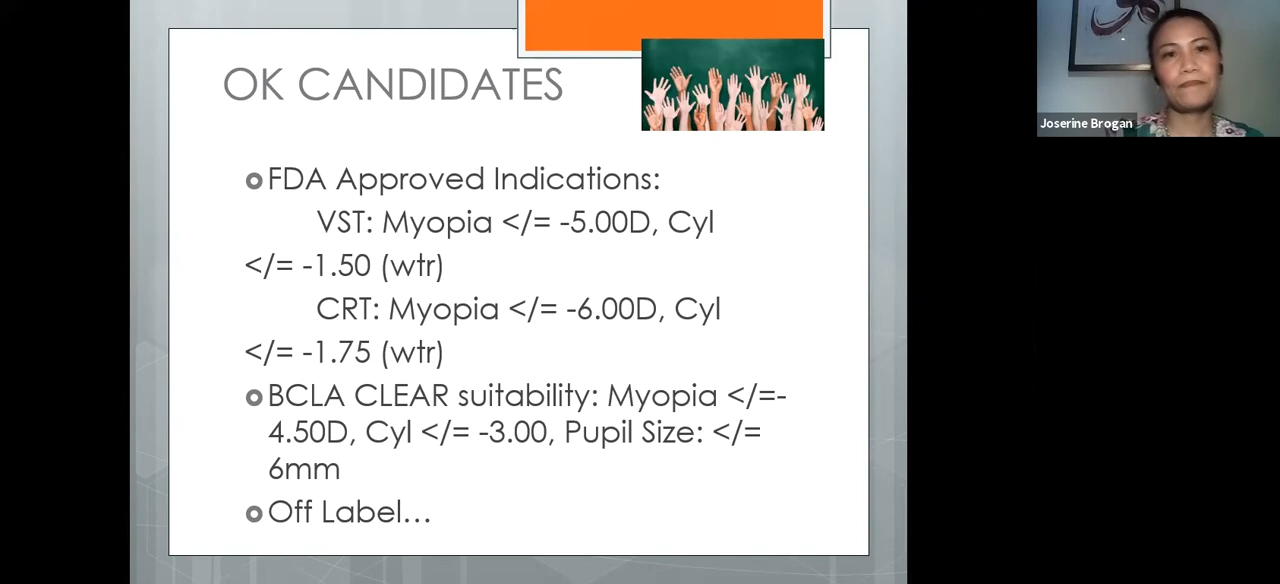 OK CANDIDATES
FDA Approved Indications:
VST: Myopia </= -5.00D, Cyl
</= -1.50 (wtr)
CRT: Myopia </= -6.00D, Cyl
</= -1.75 (wtr)
BCLA CLEAR suitability: Myopia </=-
4.50D, Cyl </= -3.00, Pupil Size: </=
6mm
Off Label…
Joserine Brogan